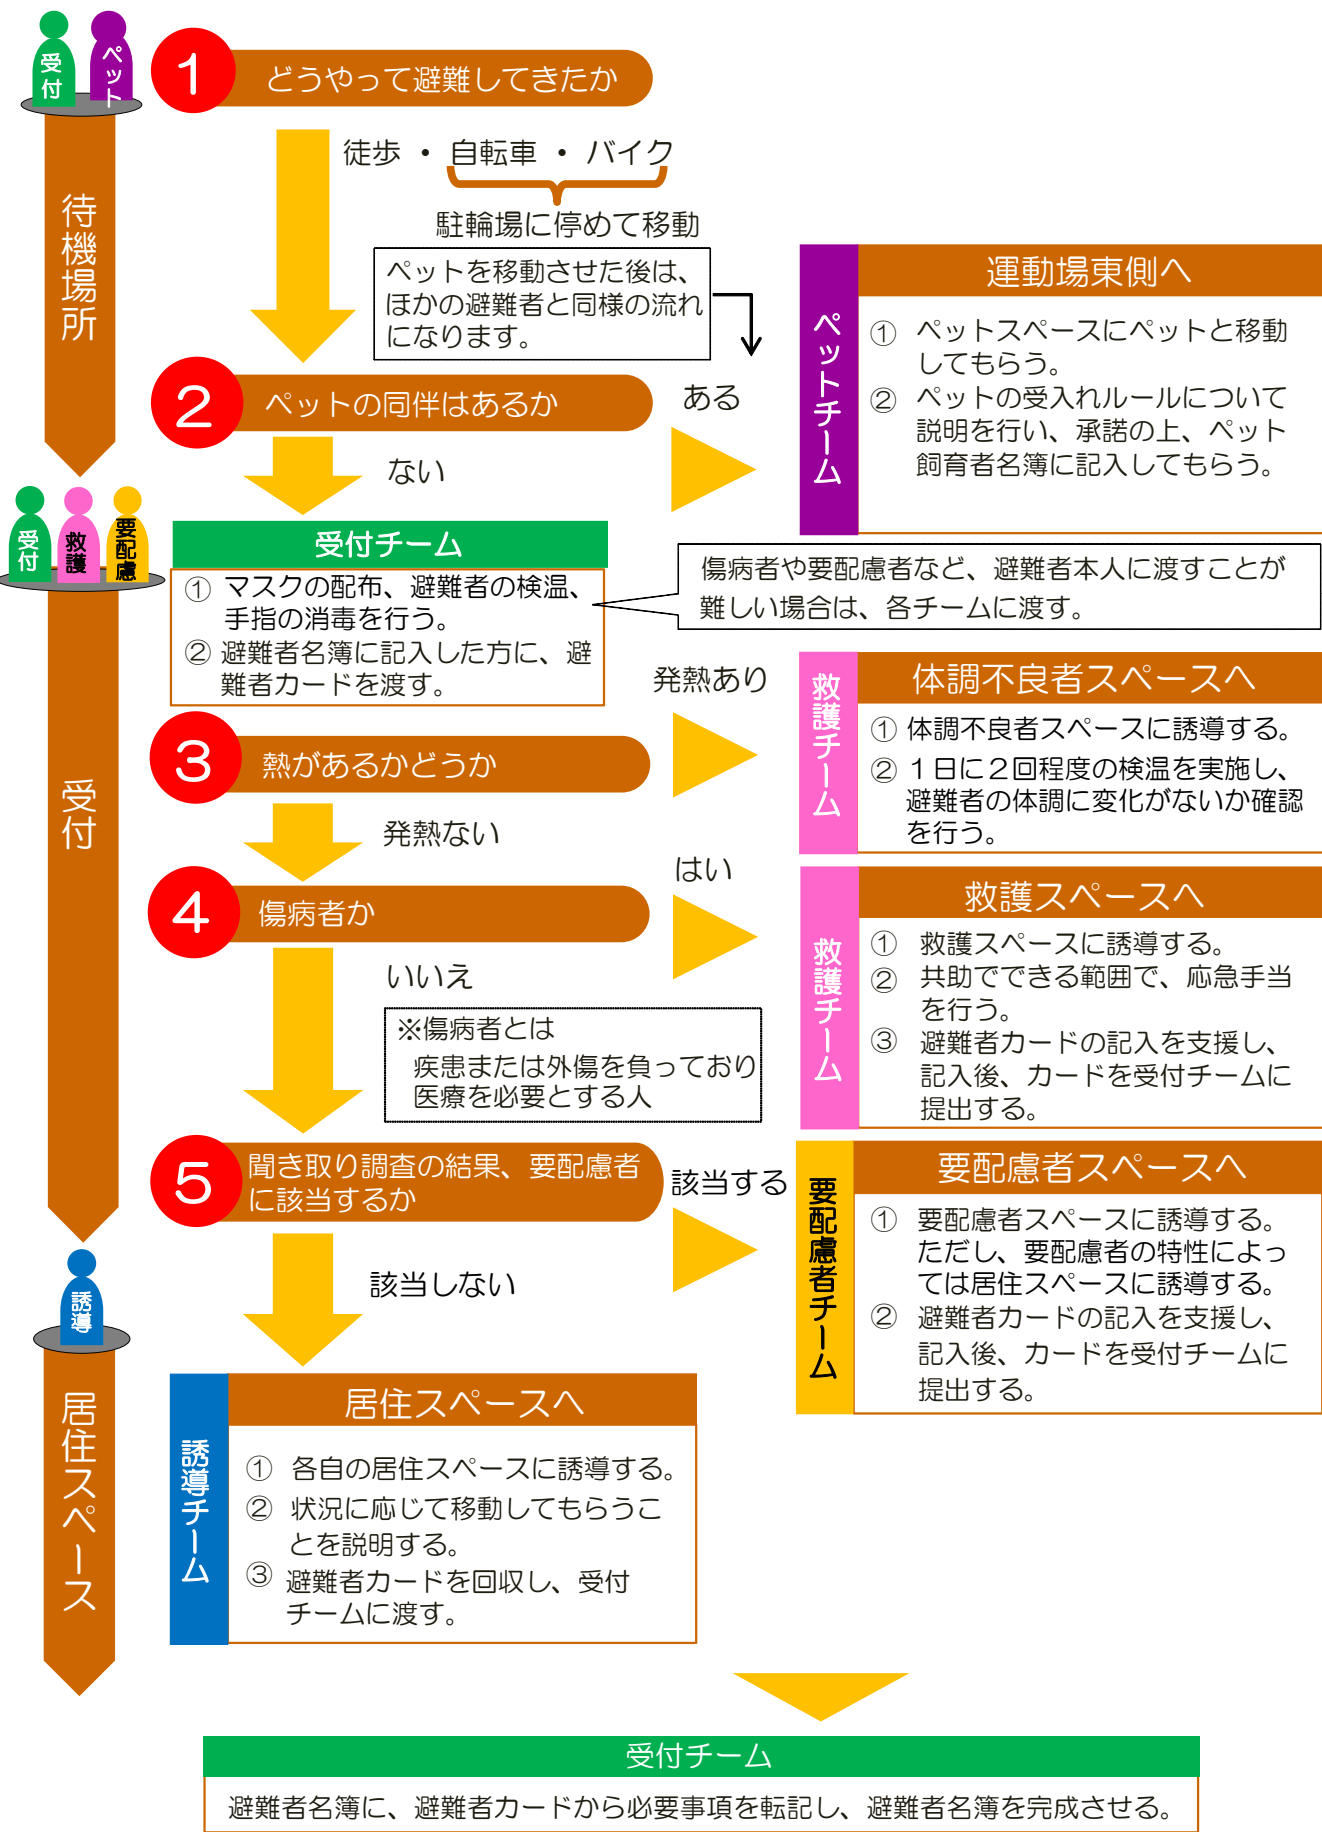 受付
ペット
1
どうやって避難してきたか
徒歩 ・ 自転車 ・ バイク
駐輪場に停めて移動
待機場所
ペットを移動させた後は、
ほかの避難者と同様の流れ
になります。
2
ペットの同伴はあるか
ある
ない
ペットチーム
運動場東側へ
① ペットスペースにペットと移動
してもらう。
② ペットの受入れルールについて
説明を行い、承諾の上、ペット
飼育者名簿に記入してもらう。
受付
救護
要配慮
受付チーム
① マスクの配布、避難者の検温、
手指の消毒を行う。
② 避難者名簿に記入した方に、避
難者カードを渡す。
傷病者や要配慮者など、避難者本人に渡すことが
難しい場合は、各チームに渡す。
受付
3
熱があるかどうか
発熱あり
発熱ない
救護チーム
体調不良者スペースへ
① 体調不良者スペースに誘導する。
② 1日に2回程度の検温を実施し、
避難者の体調に変化がないか確認
を行う。
4
傷病者か
はい
いいえ
※傷病者とは
疾患または外傷を負っており
医療を必要とする人
救護チーム
救護スペースへ
① 救護スペースに誘導する。
② 共助でできる範囲で、応急手当
を行う。
③ 避難者カードの記入を支援し、
記入後、カードを受付チームに
提出する。
5
聞き取り調査の結果、要配慮者
に該当するか
該当する
該当しない
要配慮者チーム
要配慮者スペースへ
① 要配慮者スペースに誘導する。
ただし、要配慮者の特性によっ
ては居住スペースに誘導する。
② 避難者カードの記入を支援し、
記入後、カードを受付チームに
提出する。
誘導
居住スペース
誘導チーム
居住スペースへ
① 各自の居住スペースに誘導する。
② 状況に応じて移動してもらうこ
とを説明する。
③ 避難者カードを回収し、受付
チームに渡す。
受付チーム
避難者名簿に、避難者カードから必要事項を転記し、避難者名簿を完成させる。